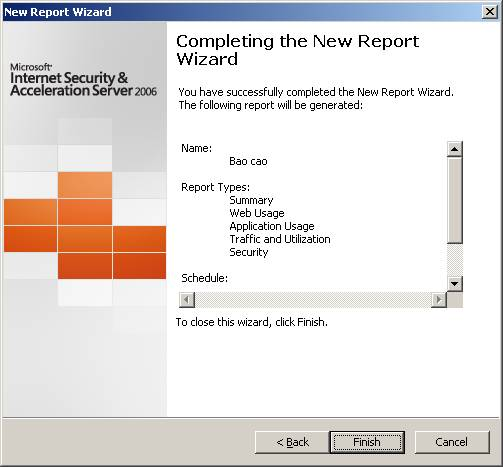 New Report Wizard
Microsoft®
Internet Security &
Acceleration Server 2006
Completing the New Report
Wizard
You have successfully completed the New Report Wizard.
The following report will be generated:
Name:
Bao cao
Report Types:
Summary
Web Usage
Application Usage
Traffic and Utilization
Security
Schedule:
To close this wizard, click Finish.
< Back
Finish
Cancel